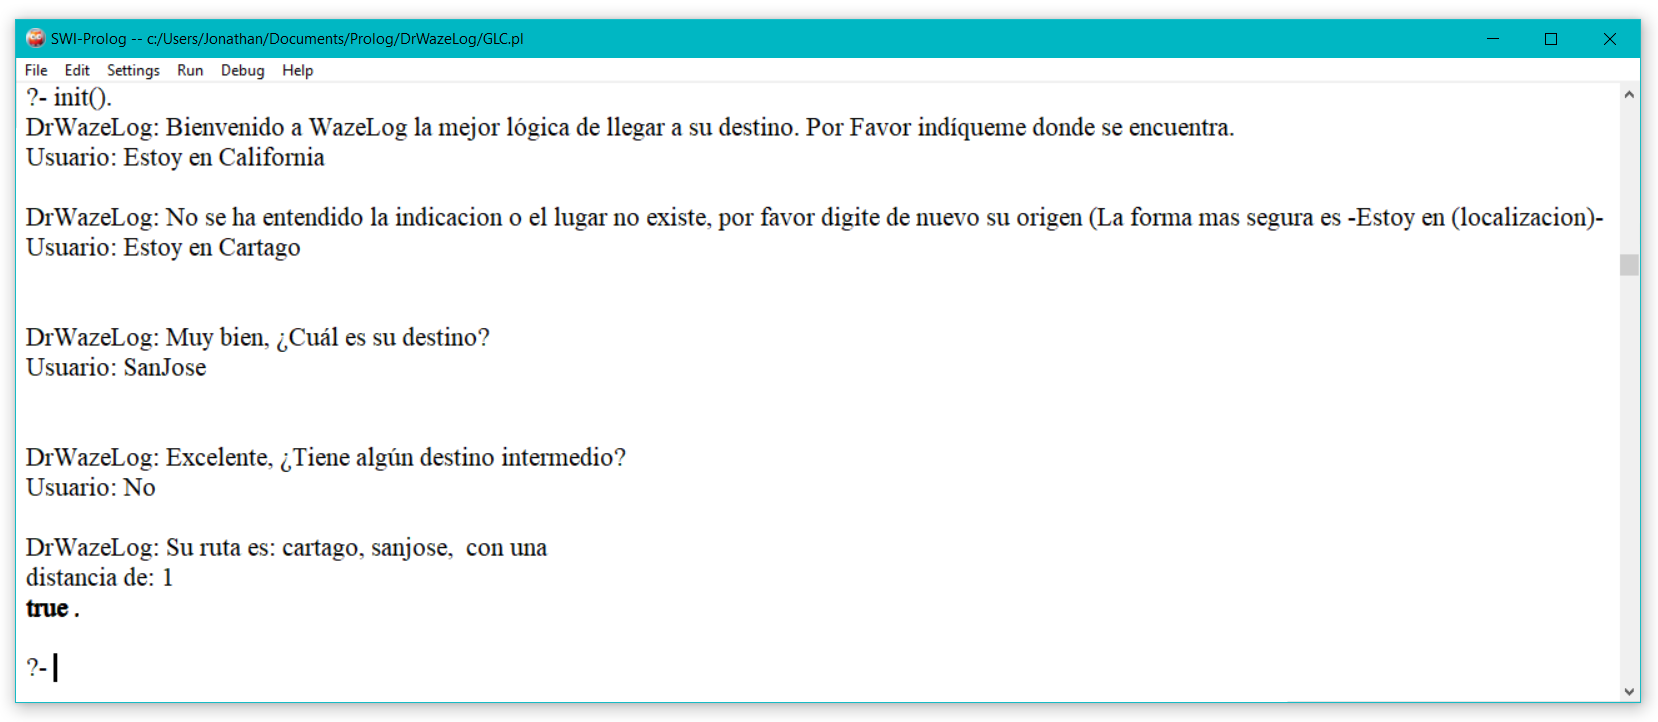 SWI-Prolog -- c:/Users/Jonathan/Documents/Prolog/DrWazeLog/GLC.pl
File Edit Settings Run Debug Help
?- init().
DrWazeLog: Bienvenido a WazeLog la mejor lógica de llegar a su destino. Por Favor indíqueme donde se encuentra.
Usuario: Estoy en California
DrWazeLog: No se ha entendido la indicacion o el lugar no existe, por favor digite de nuevo su origen (La forma mas segura es -Estoy en (localizacion)-
Usuario: Estoy en Cartago
DrWazeLog: Muy bien, ¿Cuál es su destino?
Usuario: SanJose
DrWazeLog: Excelente, ¿Tiene algún destino intermedio?
Usuario: No
DrWazeLog: Su ruta es: cartago, sanjose,  con una
distancia de: 1
true .
?-